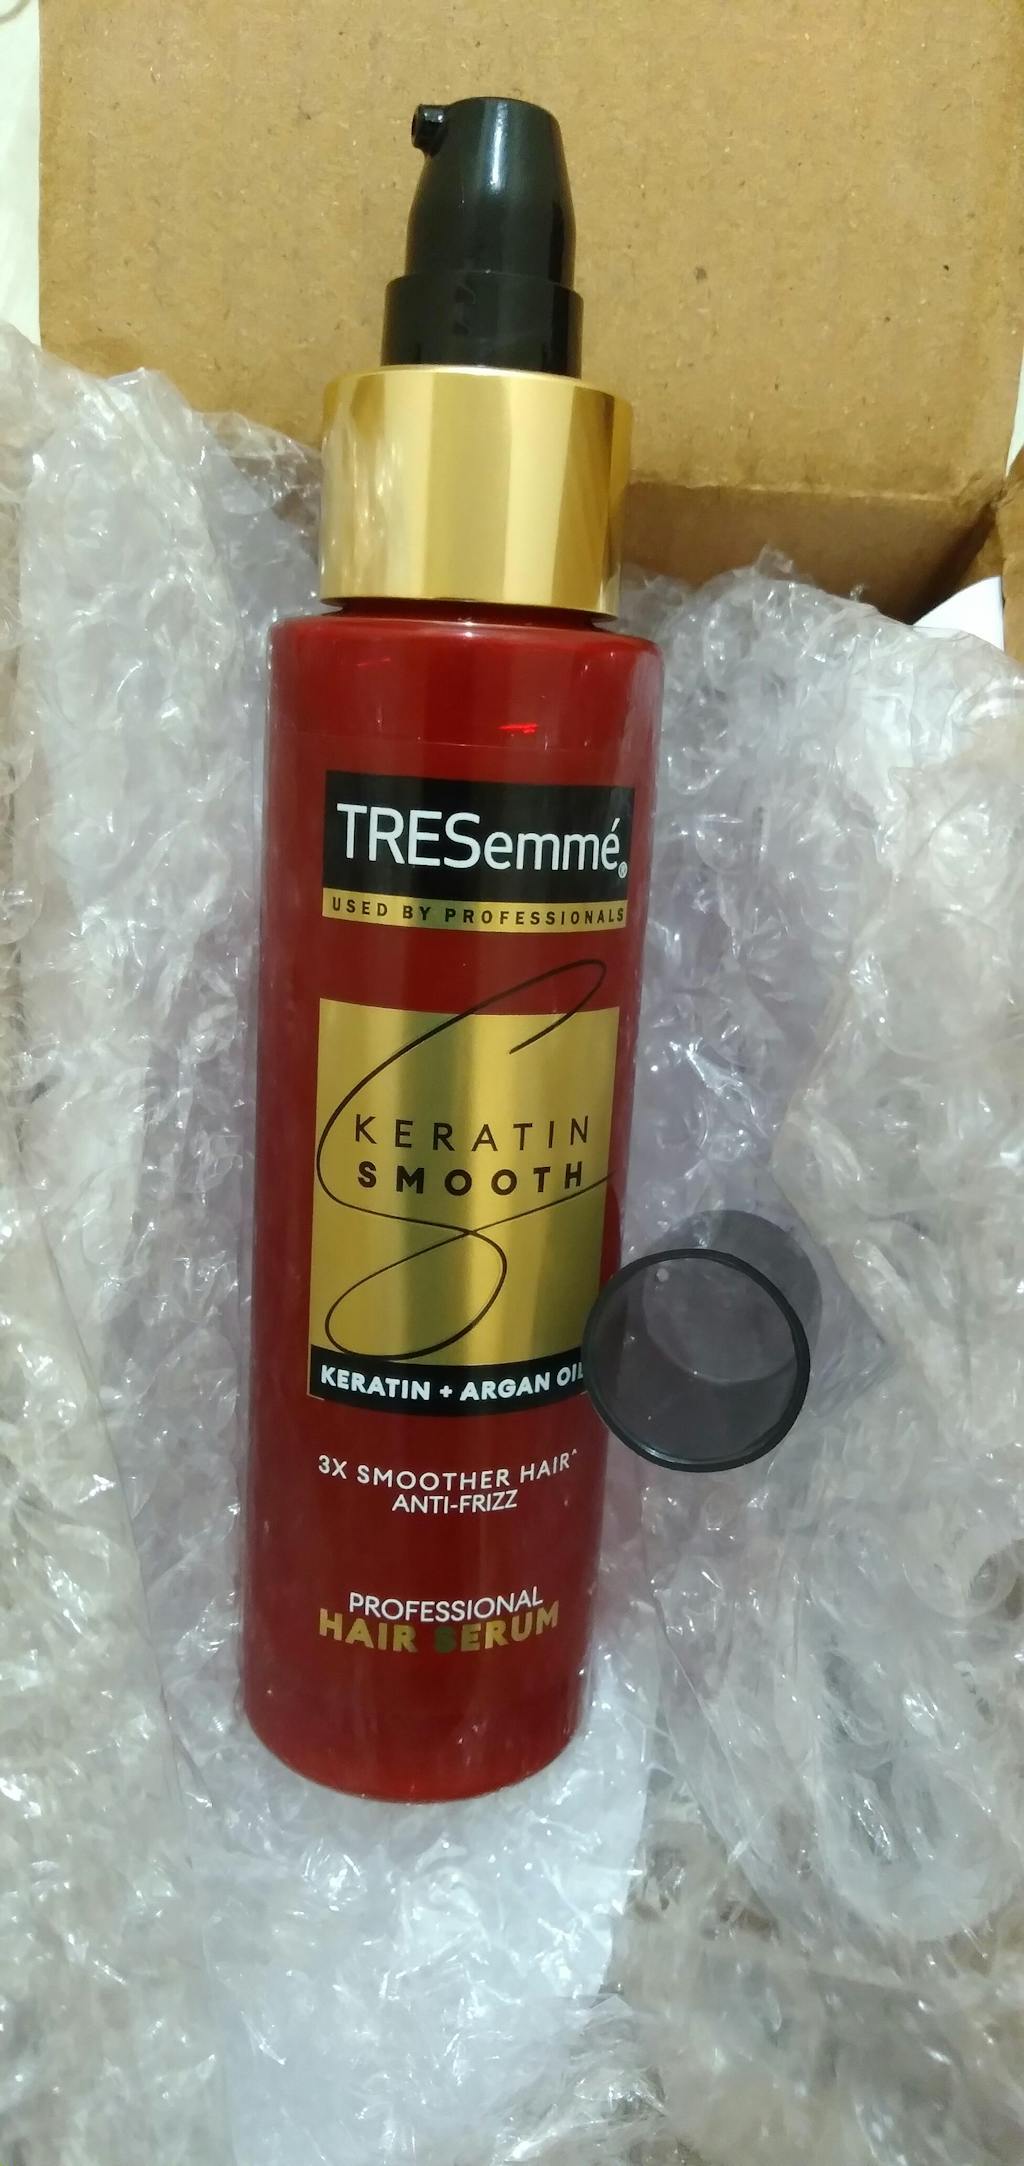 TRESemmé®
USED BY PROFESSIONALS
KERATIN
SMOOTH
KERATIN + ARGAN OIL
3X SMOOTHER HAIR^
ANTI-FRIZZ
PROFESSIONAL
HAIR SERUM